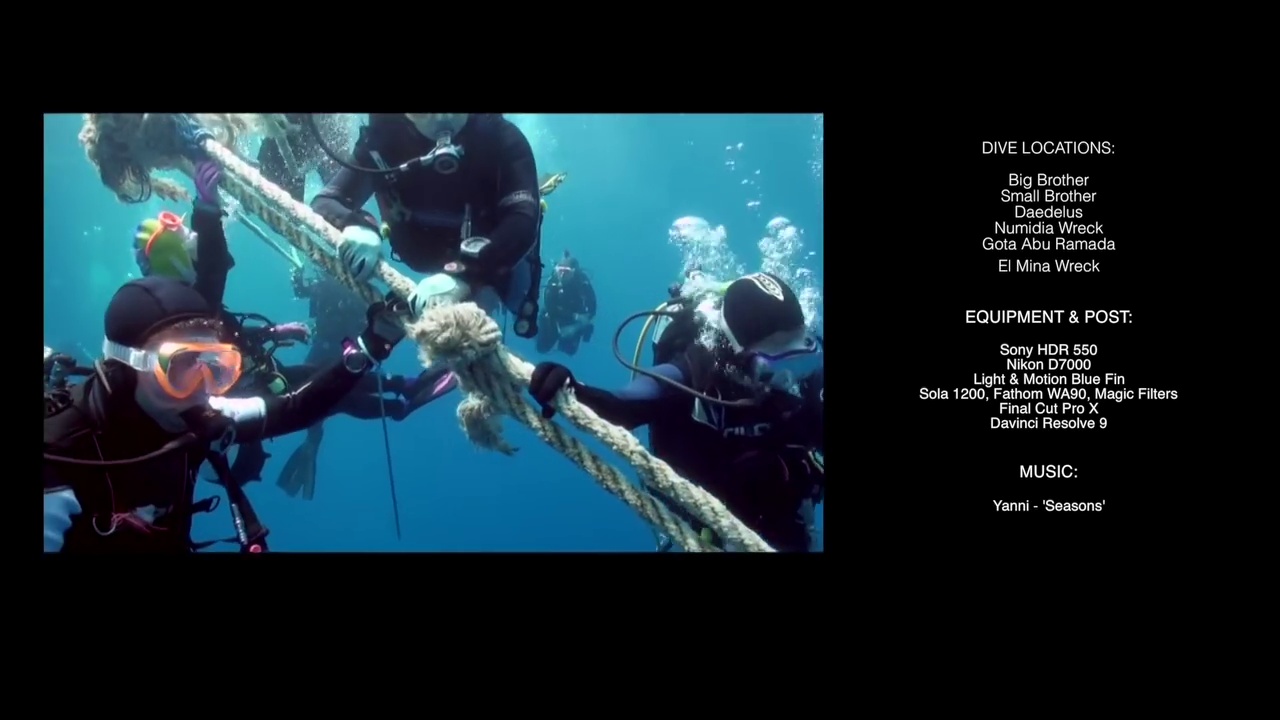 DIVE LOCATIONS:
Big Brother
Small Brother
Daedelus
Numidia Wreck
Gota Abu Ramada
El Mina Wreck
EQUIPMENT & POST:
Sony HDR 550
Nikon D7000
Light & Motion Blue Fin
Sola 1200, Fathom WA90, Magic Filters
Final Cut Pro X
Davinci Resolve 9
MUSIC:
Yanni - 'Seasons'